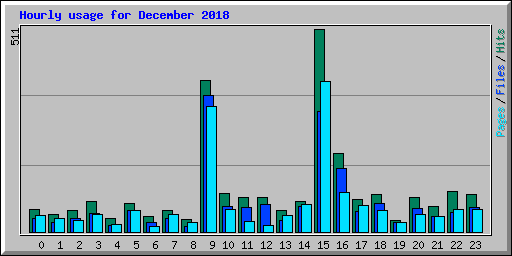 Hourly usage for December 2018
511
Pages / Files / Hits
0 1 2 3 4 5 6 7 8 9 10 11 12 13 14 15 16 17 18 19 20 21 22 23